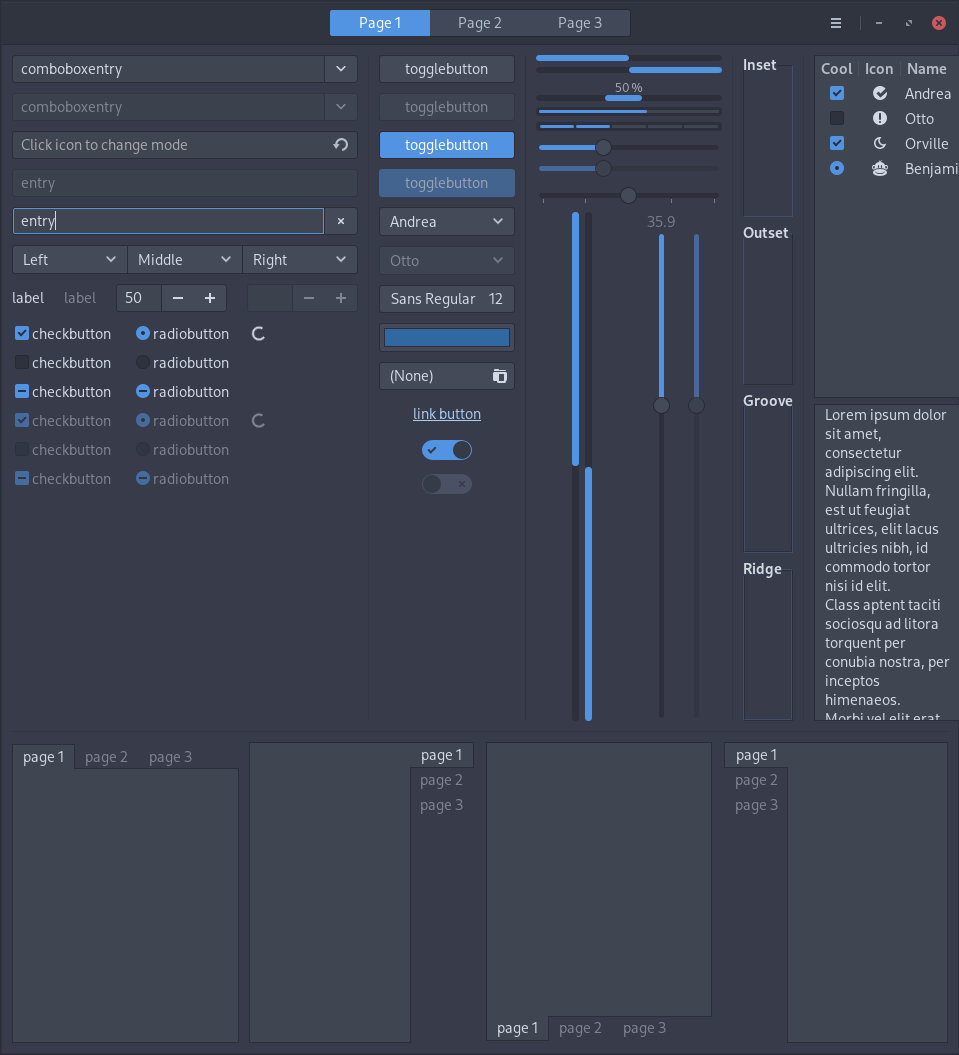 Page 1 Page 2 Page 3
comboboxentry
comboboxentry
Click icon to change mode
entry
entry
Left Middle Right
label label 50
checkbutton radiobutton
checkbutton radiobutton
checkbutton radiobutton
checkbutton radiobutton
checkbutton radiobutton
checkbutton radiobutton
togglebutton
togglebutton
togglebutton
togglebutton
Andrea
Otto
Sans Regular 12
(None)
link button
50 %
35.9
Inset
Outset
Groove
Ridge
Cool Icon Name
Andrea
Otto
Orville
Benjami
Lorem ipsum dolor
sit amet,
consectetur
adipiscing elit.
Nullam fringilla,
est ut feugiat
ultrices, elit lacus
ultricies nibh, id
commodo tortor
nisi id elit.
Class aptent taciti
sociosqu ad litora
torquent per
conubia nostra, per
inceptos
himenaeos.
Morbi vel elit erat
page 1 page 2 page 3
page 1
page 2
page 3
page 1 page 2 page 3
page 1
page 2
page 3